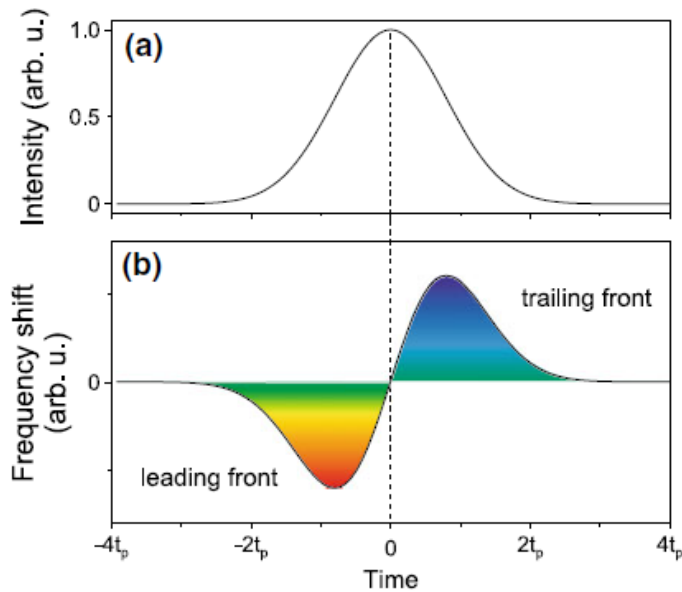 (a)
Intensity (arb. u.)
1.0
0.5
0
(b)
Frequency shift
(arb. u.)
0
trailing front
leading front
−4tₚ
−2tₚ
0
2tₚ
4tₚ
Time